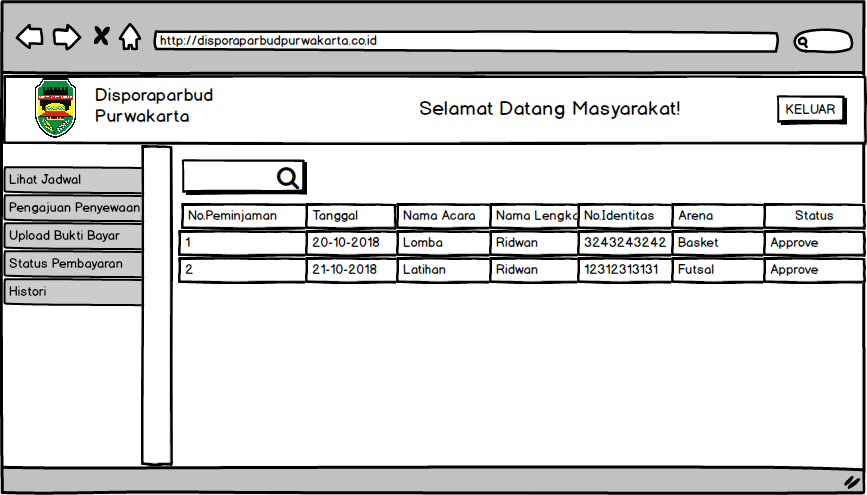 http://disporaparbudpurwakarta.co.id
Disporaparbud
Purwakarta
Selamat Datang Masyarakat!
KELUAR
Lihat Jadwal
Pengajuan Penyewaan
Upload Bukti Bayar
Status Pembayaran
Histori
No.Peminjaman Tanggal Nama Acara Nama Lengka No.Identitas Arena Status
1 20-10-2018 Lomba Ridwan 3243243242 Basket Approve
2 21-10-2018 Latihan Ridwan 12312313131 Futsal Approve